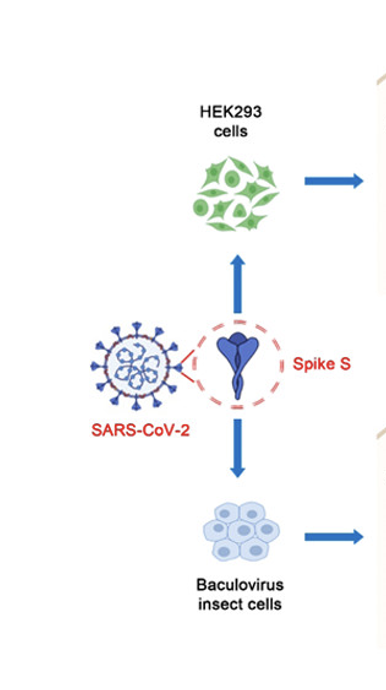 HEK293
cells
Spike S
SARS-CoV-2
Baculovirus
insect cells